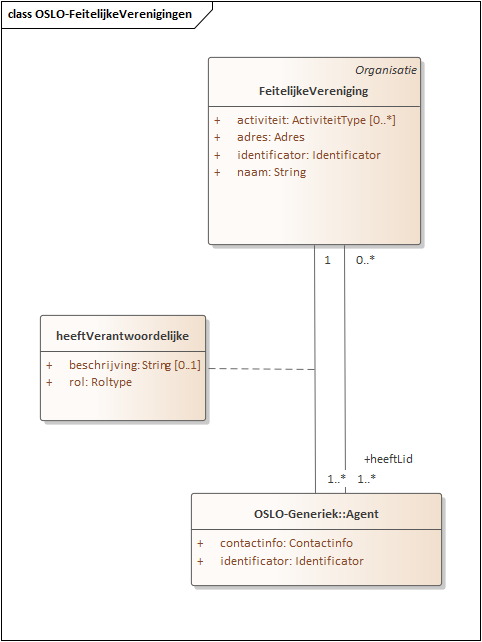 class OSLO-FeitelijkeVerenigingen
Organisatie
FeitelijkeVereniging
+ activiteit: ActiviteitType [0..*]
+ adres: Adres
+ identificator: Identificator
+ naam: String
1 0..*
heeftVerantwoordelijke
+ beschrijving: String [0..1]
+ rol: Roltype
+heeftLid
1..* 1..*
OSLO-Generiek::Agent
+ contactinfo: Contactinfo
+ identificator: Identificator